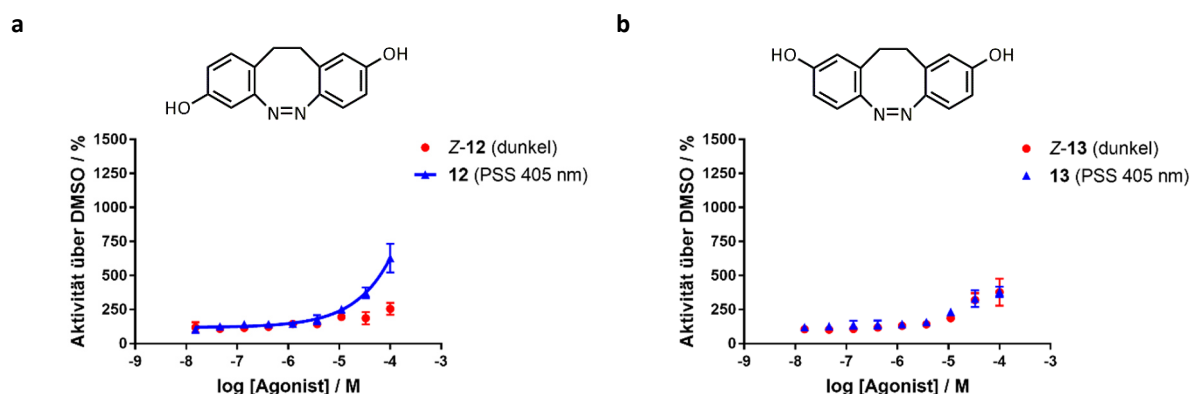 a
OH
HO
N=N
Aktivität über DMSO / %
1500
1250
1000
750
500
250
0
-9 -8 -7 -6 -5 -4 -3
log [Agonist] / M
Z-12 (dunkel)
12 (PSS 405 nm)
b
HO OH
N=N
Aktivität über DMSO / %
1500
1250
1000
750
500
250
0
-9 -8 -7 -6 -5 -4 -3
log [Agonist] / M
Z-13 (dunkel)
13 (PSS 405 nm)